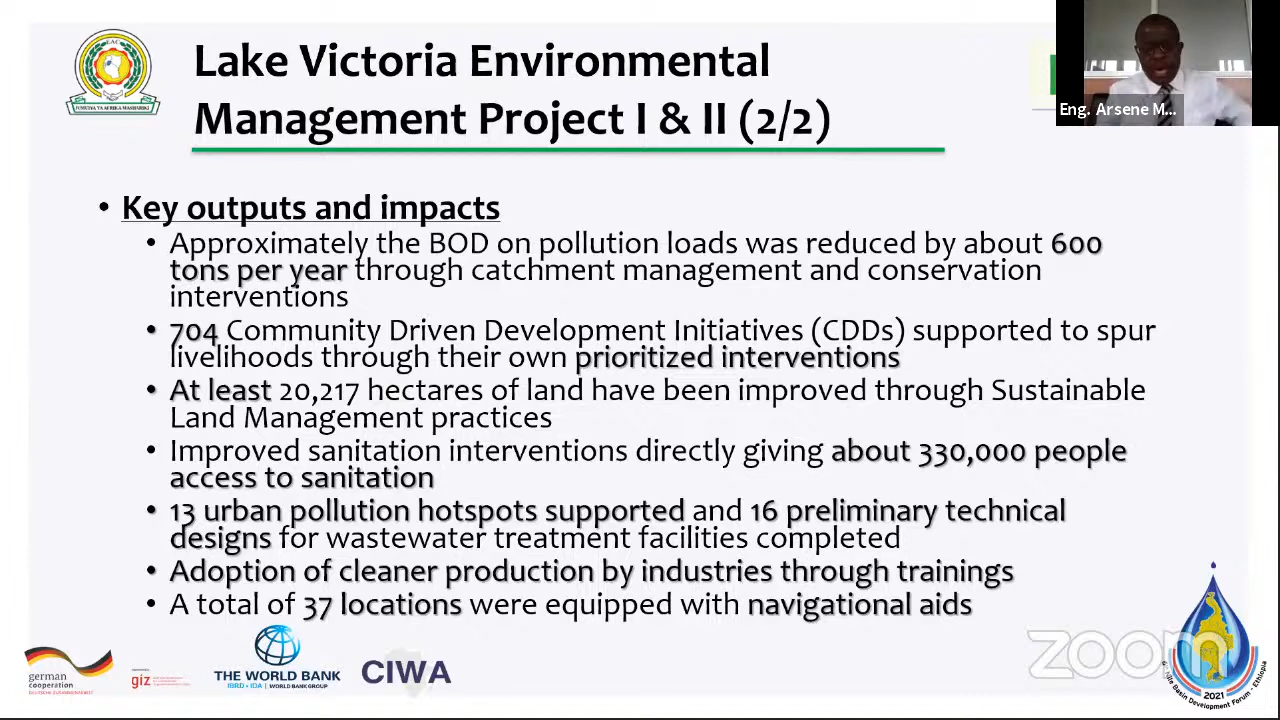 Lake Victoria Environmental
Management Project I & II (2/2)
EAC
JUMUIYA YA AFRIKA MASHARIKI
Eng. Arsene M...
• Key outputs and impacts
• Approximately the BOD on pollution loads was reduced by about 600
tons per year through catchment management and conservation
interventions
• 704 Community Driven Development Initiatives (CDDs) supported to spur
livelihoods through their own prioritized interventions
• At least 20,217 hectares of land have been improved through Sustainable
Land Management practices
• Improved sanitation interventions directly giving about 330,000 people
access to sanitation
• 13 urban pollution hotspots supported and 16 preliminary technical
designs for wastewater treatment facilities completed
• Adoption of cleaner production by industries through trainings
• A total of 37 locations were equipped with navigational aids
german
cooperation
DEUTSCHE ZUSAMMENARBEIT
giz
THE WORLD BANK
IBRD • IDA | WORLD BANK GROUP
CIWA
zoom
2021
Basin Development Forum - Ethiopia